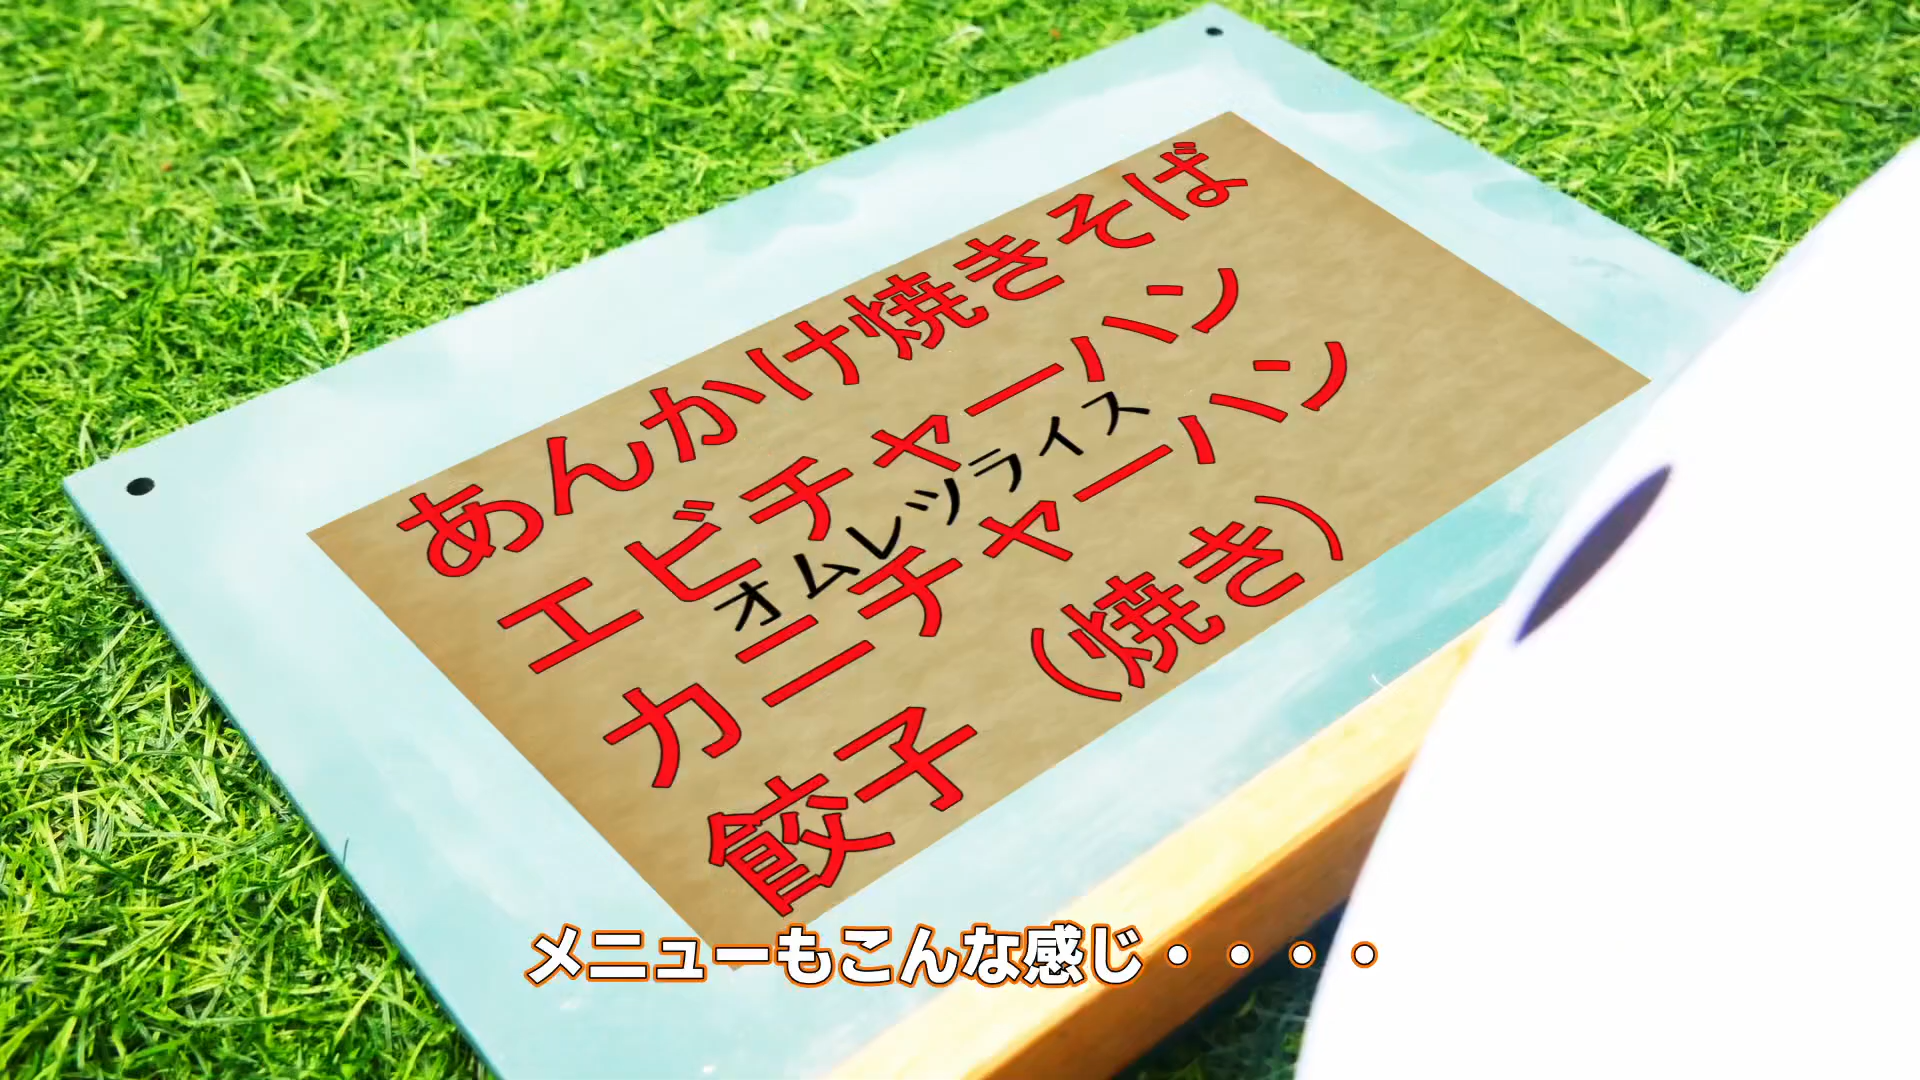 あんかけ焼きそば
エビチャーハン
オムレツライス
カニチャーハン
餃子（焼き）
メニューもこんな感じ・・・・